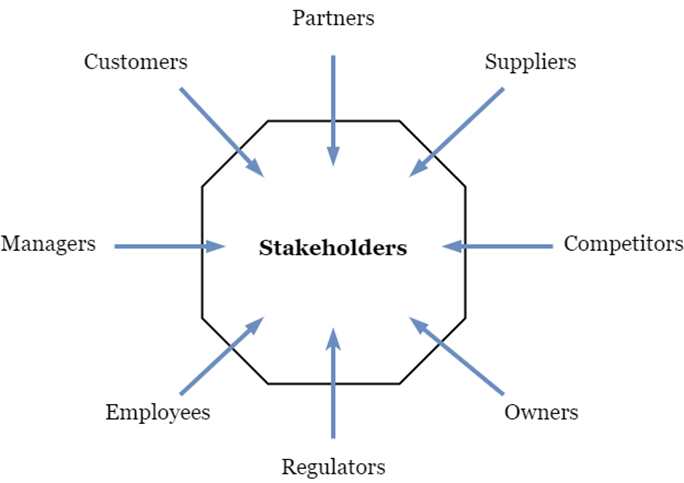 Partners
Customers
Suppliers
Managers
Stakeholders
Competitors
Employees
Owners
Regulators